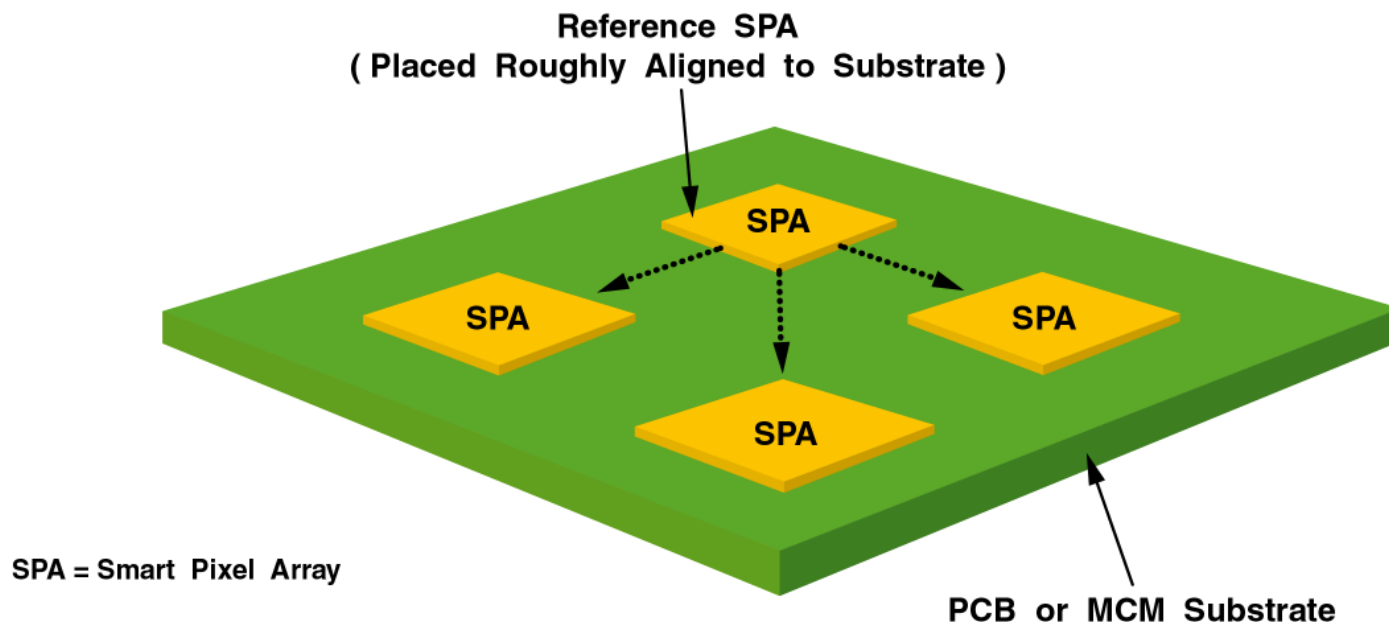 Reference SPA
( Placed Roughly Aligned to Substrate )
SPA
SPA
SPA
SPA
SPA = Smart Pixel Array
PCB or MCM Substrate